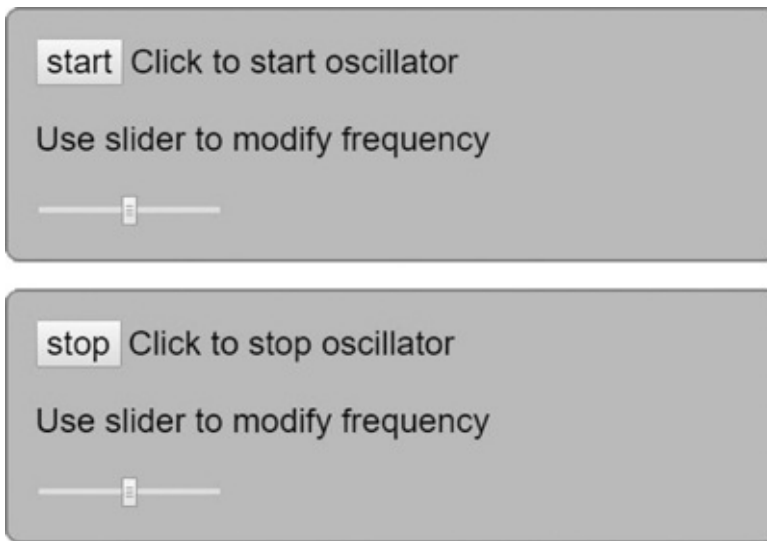 start Click to start oscillator
Use slider to modify frequency
stop Click to stop oscillator
Use slider to modify frequency